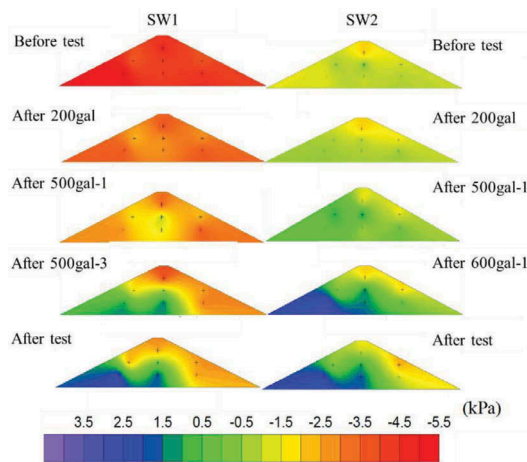 SW1 SW2
Before test Before test
After 200gal After 200gal
After 500gal-1 After 500gal-1
After 500gal-3 After 600gal-1
After test After test
(kPa)
3.5 2.5 1.5 0.5 -0.5 -1.5 -2.5 -3.5 -4.5 -5.5